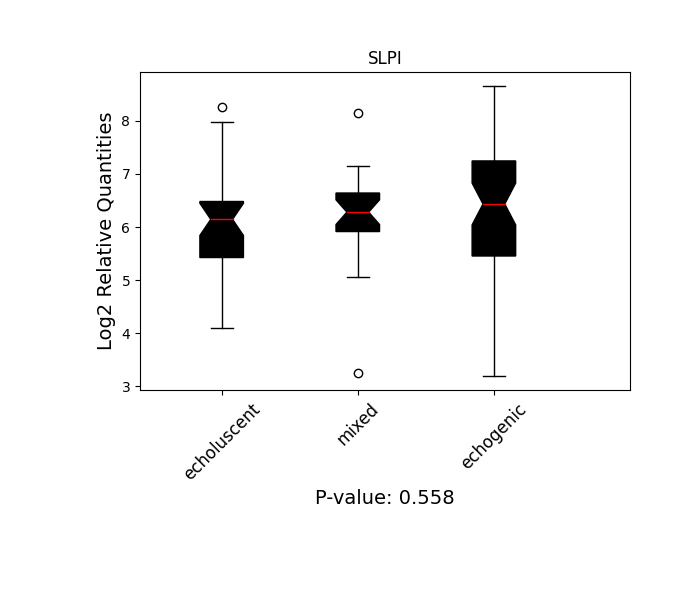 SLPI
Log2 Relative Quantities
8
7
6
5
4
3
echoluscent
mixed
echogenic
P-value: 0.558